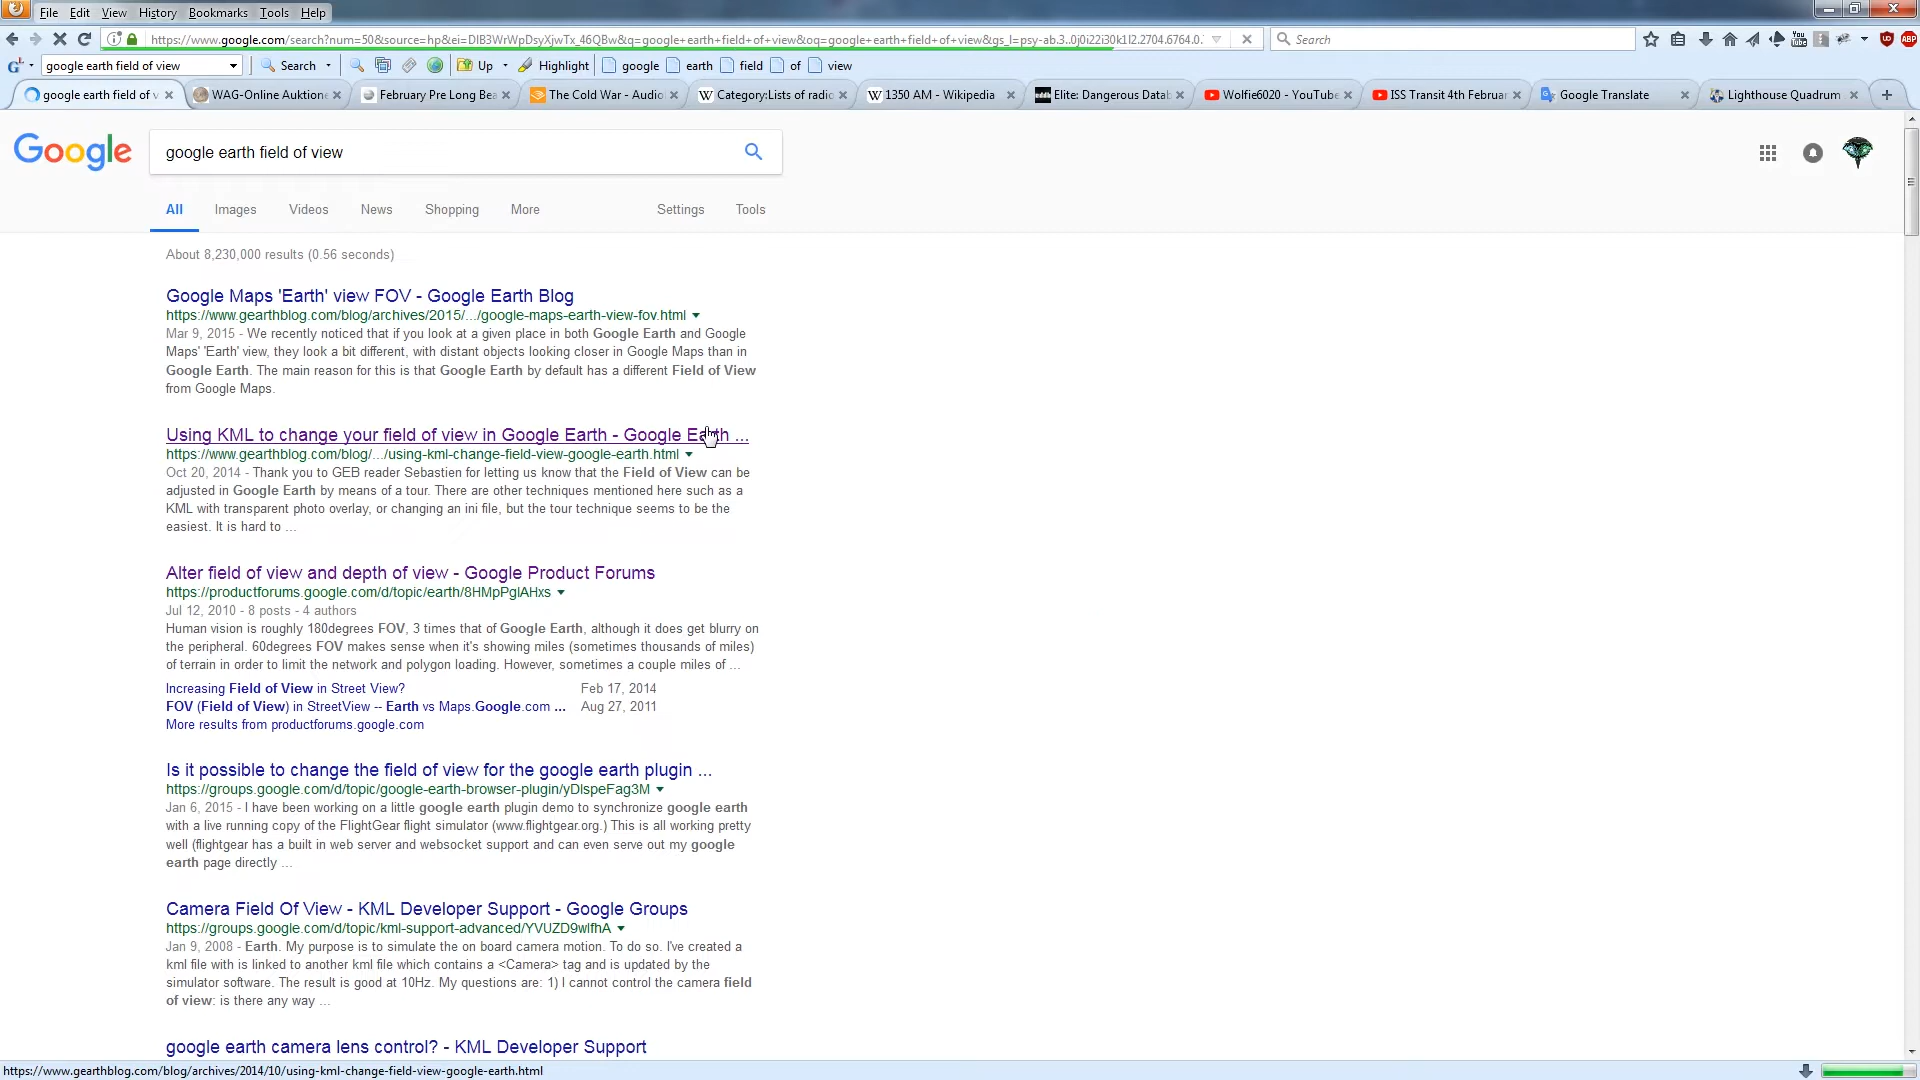 File Edit View History Bookmarks Tools Help
https://www.google.com/search?num=50&source=hp&ei=DIB3WrWpDsyXjwTx_46QBw&q=google+earth+field+of+view&oq=google+earth+field+of+view&gs_l=psy-ab.3..0j0i22i30k1l2.2704.6764.0. Search
google earth field of view Search Up Highlight google earth field of view
google earth field of v WAG-Online Auktione February Pre Long Bea The Cold War - Audio Category:Lists of radio 1350 AM - Wikipedia Elite: Dangerous Datab Wolfie6020 - YouTube ISS Transit 4th Februar Google Translate Lighthouse Quadrum
Google google earth field of view
All Images Videos News Shopping More Settings Tools
About 8,230,000 results (0.56 seconds)
Google Maps 'Earth' view FOV - Google Earth Blog
https://www.gearthblog.com/blog/archives/2015/.../google-maps-earth-view-fov.html
Mar 9, 2015 - We recently noticed that if you look at a given place in both Google Earth and Google
Maps' 'Earth' view, they look a bit different, with distant objects looking closer in Google Maps than in
Google Earth. The main reason for this is that Google Earth by default has a different Field of View
from Google Maps.
Using KML to change your field of view in Google Earth - Google Earth ...
https://www.gearthblog.com/blog/.../using-kml-change-field-view-google-earth.html
Oct 20, 2014 - Thank you to GEB reader Sebastien for letting us know that the Field of View can be
adjusted in Google Earth by means of a tour. There are other techniques mentioned here such as a
KML with transparent photo overlay, or changing an ini file, but the tour technique seems to be the
easiest. It is hard to ...
Alter field of view and depth of view - Google Product Forums
https://productforums.google.com/d/topic/earth/8HMpPglAHxs
Jul 12, 2010 - 8 posts - 4 authors
Human vision is roughly 180degrees FOV, 3 times that of Google Earth, although it does get blurry on
the peripheral. 60degrees FOV makes sense when it's showing miles (sometimes thousands of miles)
of terrain in order to limit the network and polygon loading. However, sometimes a couple miles of ...
Increasing Field of View in Street View? Feb 17, 2014
FOV (Field of View) in StreetView -- Earth vs Maps.Google.com ... Aug 27, 2011
More results from productforums.google.com
Is it possible to change the field of view for the google earth plugin ...
https://groups.google.com/d/topic/google-earth-browser-plugin/yDlspeFag3M
Jan 6, 2015 - I have been working on a little google earth plugin demo to synchronize google earth
with a live running copy of the FlightGear flight simulator (www.flightgear.org.) This is all working pretty
well (flightgear has a built in web server and websocket support and can even serve out my google
earth page directly ...
Camera Field Of View - KML Developer Support - Google Groups
https://groups.google.com/d/topic/kml-support-advanced/YVUZD9wlfhA
Jan 9, 2008 - Earth. My purpose is to simulate the on board camera motion. To do so. I've created a
kml file with is linked to another kml file which contains a <Camera> tag and is updated by the
simulator software. The result is good at 10Hz. My questions are: 1) I cannot control the camera field
of view: is there any way ...
google earth camera lens control? - KML Developer Support
https://www.gearthblog.com/blog/archives/2014/10/using-kml-change-field-view-google-earth.html